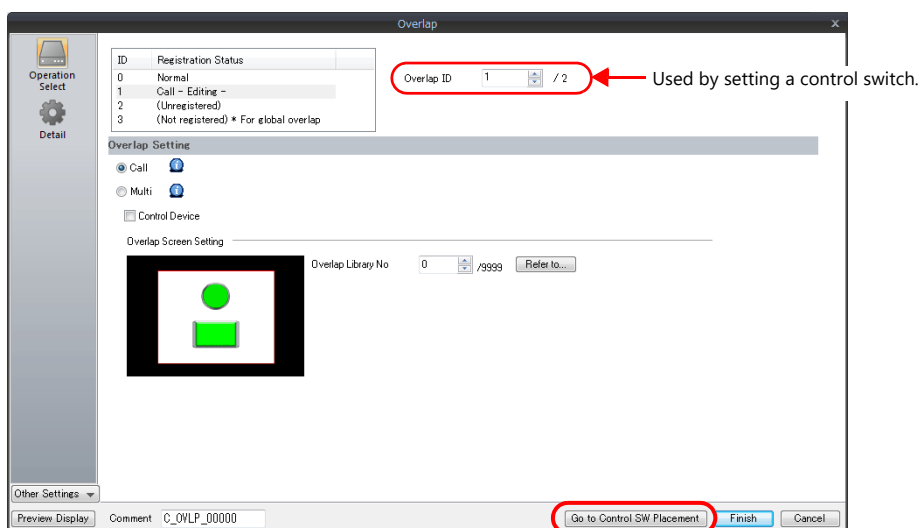 Overlap
x
Operation
Select
Detail
ID Registration Status
0 Normal
1 Call - Editing -
2 (Unregistered)
3 (Not registered) * For global overlap
Overlap ID 1 / 2
Used by setting a control switch.
Overlap Setting
Call
Multi
Control Device
Overlap Screen Setting
Overlap Library No 0 /9999 Refer to...
Other Settings
Preview Display Comment C_OVLP_00000 Go to Control SW Placement Finish Cancel